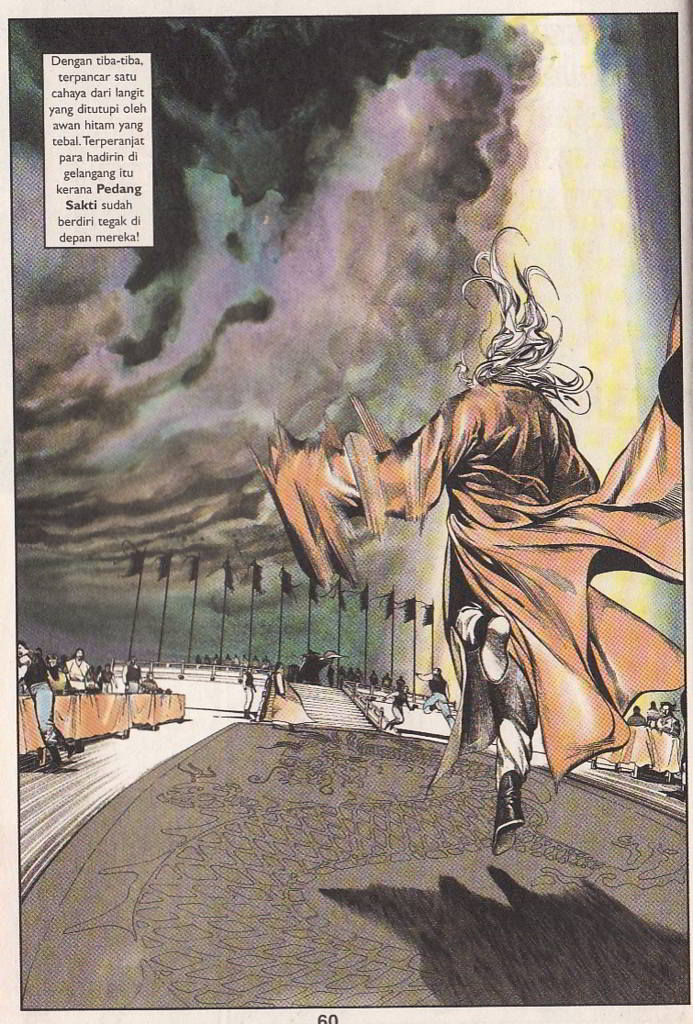 Dengan tiba-tiba,
terpancar satu
cahaya dari langit
yang ditutupi oleh
awan hitam yang
tebal. Terperanjat
para hadirin di
gelangang itu
kerana Pedang
Sakti sudah
berdiri tegak di
depan mereka!
60